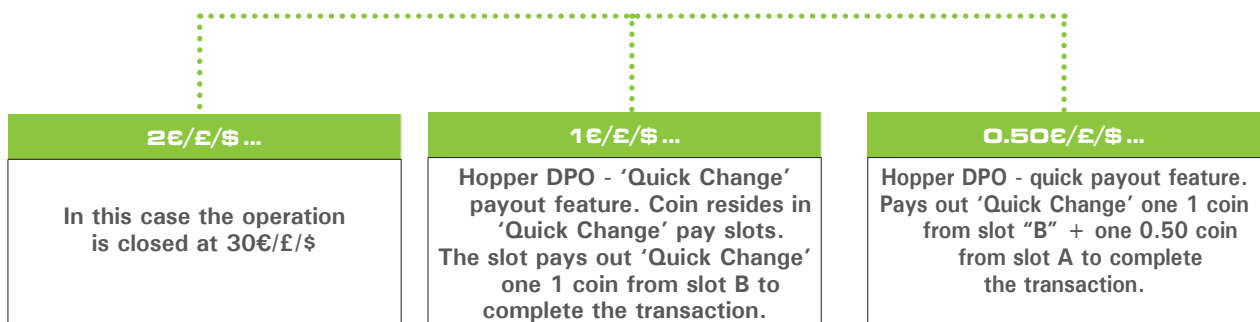 2€/£/$...
In this case the operation
is closed at 30€/£/$
1€/£/$...
Hopper DPO - ‘Quick Change’
payout feature. Coin resides in
‘Quick Change’ pay slots.
The slot pays out ‘Quick Change’
one 1 coin from slot B to
complete the transaction.
0.50€/£/$...
Hopper DPO - quick payout feature.
Pays out ‘Quick Change’ one 1 coin
from slot “B” + one 0.50 coin
from slot A to complete
the transaction.